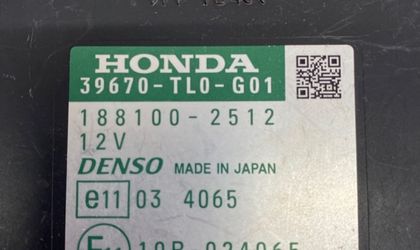 HONDA
39670-TL0-G01
188100-2512
12V
DENSO MADE IN JAPAN
e11 03 4065